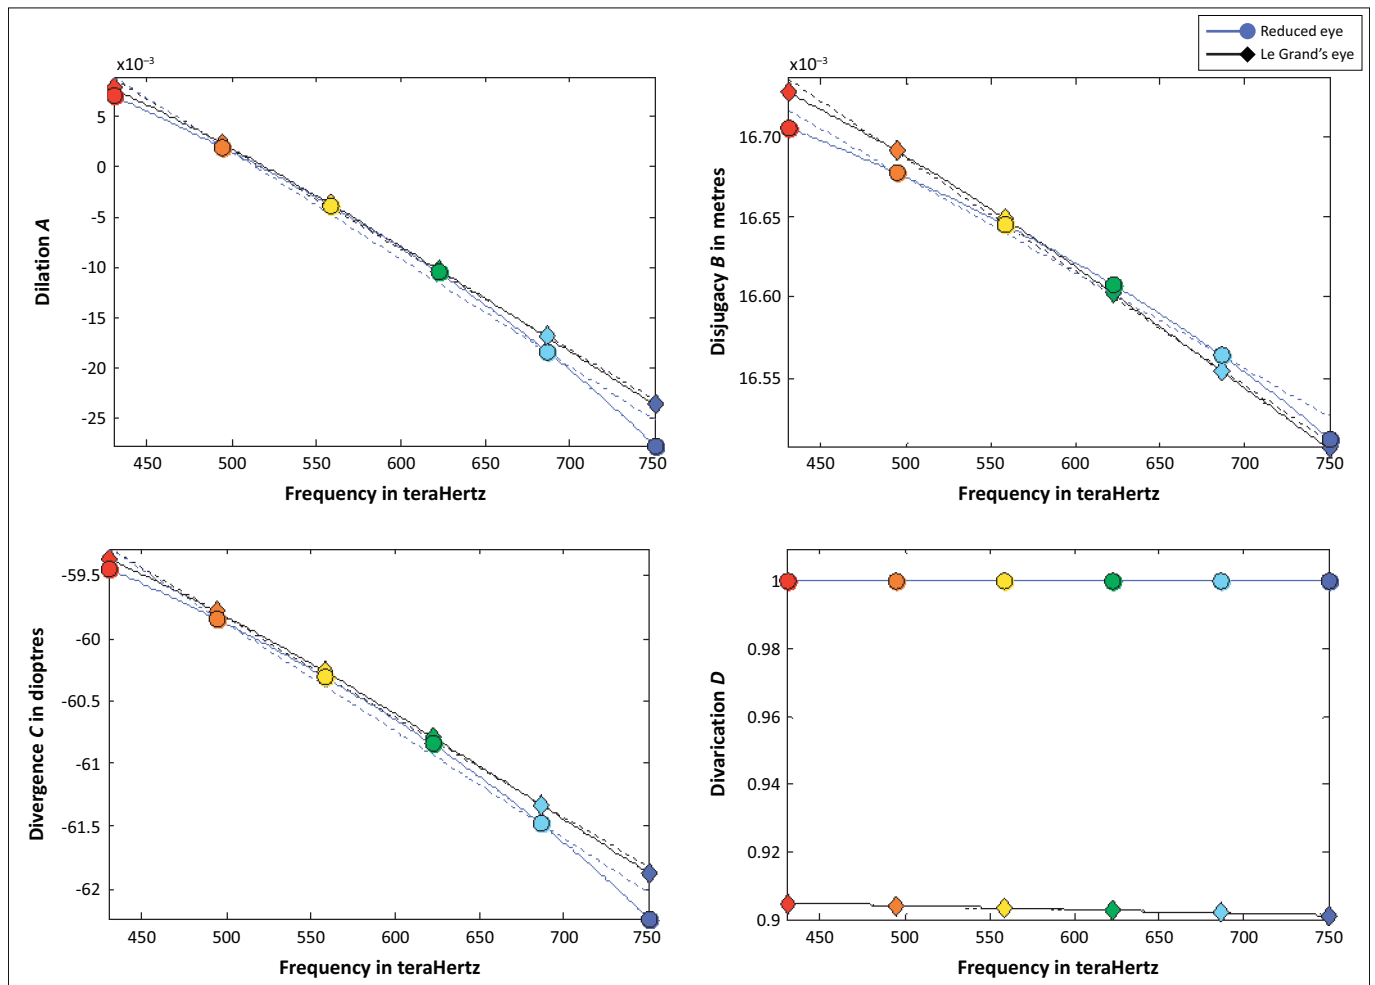 Reduced eye
Le Grand's eye
x10⁻³
5
0
-5
-10
-15
-20
-25
450 500 550 600 650 700 750
Dilation A
Frequency in teraHertz
x10⁻³
16.70
16.65
16.60
16.55
450 500 550 600 650 700 750
Disjugacy B in metres
Frequency in teraHertz
-59.5
-60
-60.5
-61
-61.5
-62
450 500 550 600 650 700 750
Divergence C in dioptres
Frequency in teraHertz
1
0.98
0.96
0.94
0.92
0.9
450 500 550 600 650 700 750
Divarication D
Frequency in teraHertz